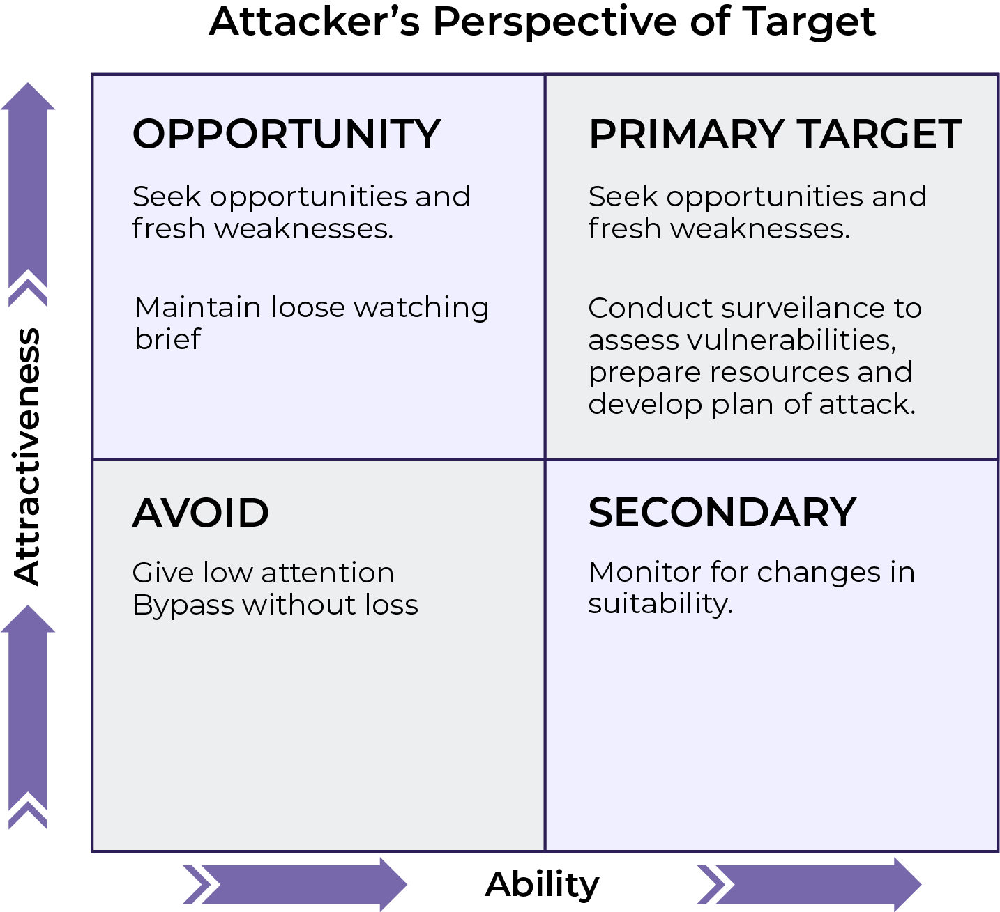 Attacker’s Perspective of Target
OPPORTUNITY
Seek opportunities and
fresh weaknesses.
Maintain loose watching
brief
PRIMARY TARGET
Seek opportunities and
fresh weaknesses.
Conduct surveilance to
assess vulnerabilities,
prepare resources and
develop plan of attack.
Attractiveness
AVOID
Give low attention
Bypass without loss
SECONDARY
Monitor for changes in
suitability.
Ability